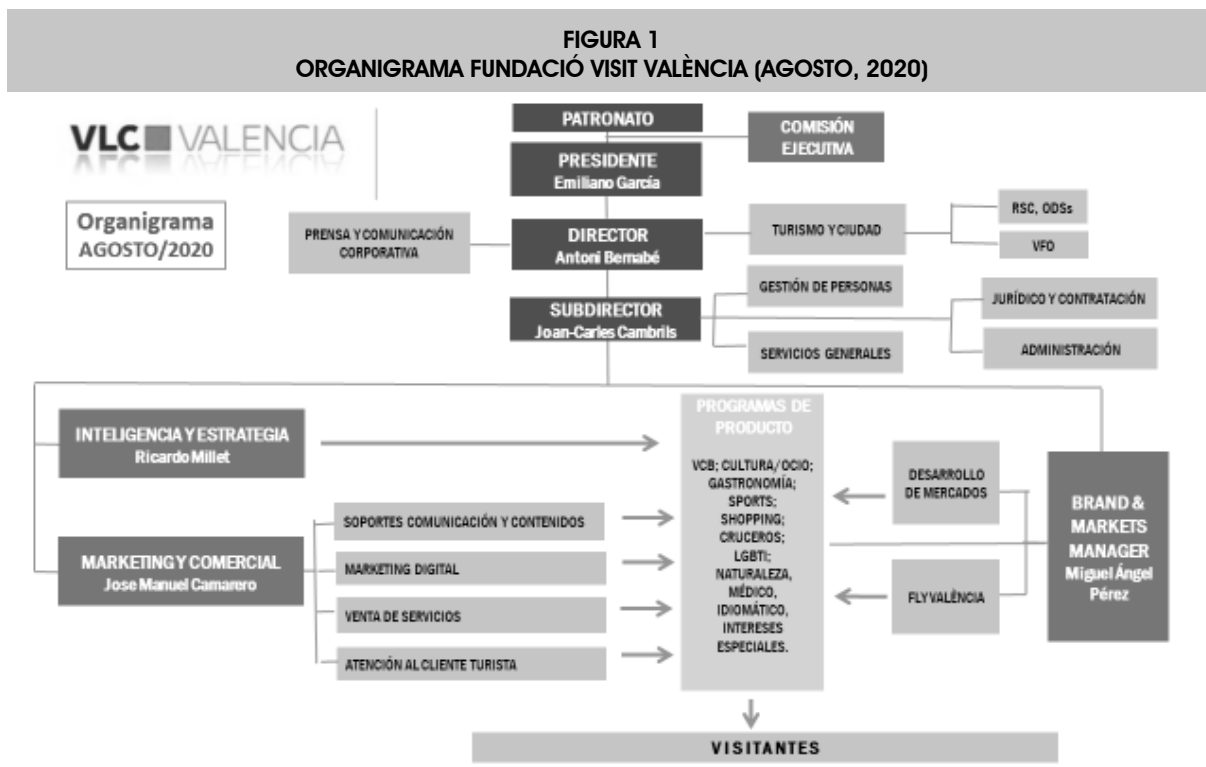 FIGURA 1
ORGANIGRAMA FUNDACIÓ VISIT VALÈNCIA (AGOSTO, 2020)
VLC VALENCIA
Organigrama
AGOSTO/2020
PATRONATO
COMISIÓN
EJECUTIVA
PRESIDENTE
Emiliano García
PRENSA Y COMUNICACIÓN
CORPORATIVA
DIRECTOR
Antoni Bernabé
TURISMO Y CIUDAD
RSC, ODSs
VFO
SUBDIRECTOR
Joan-Carles Cambrils
GESTIÓN DE PERSONAS
SERVICIOS GENERALES
JURÍDICO Y CONTRATACIÓN
ADMINISTRACIÓN
INTELIGENCIA Y ESTRATEGIA
Ricardo Millet
MARKETING Y COMERCIAL
Jose Manuel Camarero
SOPORTES COMUNICACIÓN Y CONTENIDOS
MARKETING DIGITAL
VENTA DE SERVICIOS
ATENCIÓN AL CLIENTE TURISTA
PROGRAMAS DE
PRODUCTO
VCB; CULTURA/OCIO;
GASTRONOMÍA;
SPORTS;
SHOPPING;
CRUCEROS;
LGBTI;
NATURALEZA,
MÉDICO,
IDIOMÁTICO,
INTERESES
ESPECIALES.
DESARROLLO
DE MERCADOS
FLYVALÈNCIA
BRAND &
MARKETS
MANAGER
Miguel Ángel
Pérez
VISITANTES